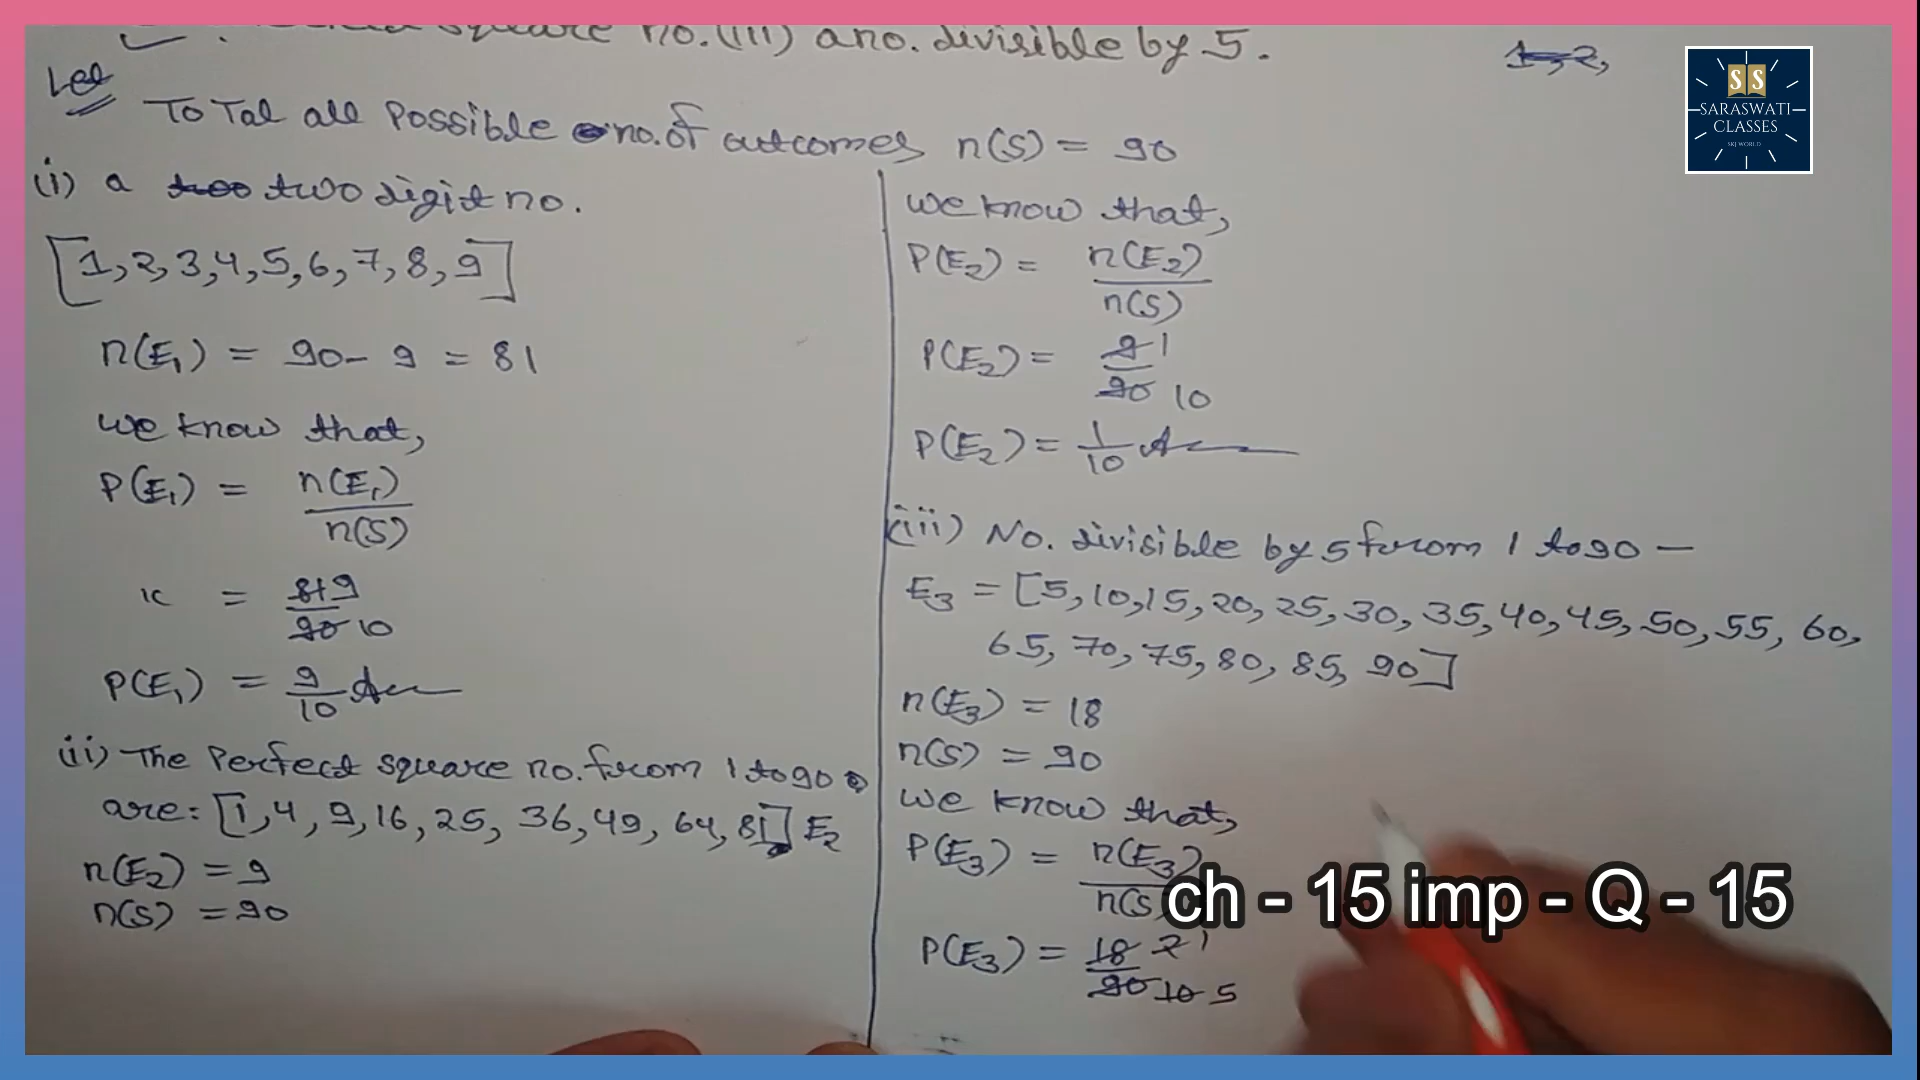 square no. (iii) a no. divisible by 5.
1, 2,
Total all Possible no. of outcomes n(S) = 90
(i) a two digit no.
[1, 2, 3, 4, 5, 6, 7, 8, 9]
n(E₁) = 90 - 9 = 81
we know that,
P(E₁) = n(E₁)
n(S)
= 81 9
90 10
P(E₁) = 9
10
(ii) The Perfect square no. from 1 to 90
are: [1, 4, 9, 16, 25, 36, 49, 64, 81] E₂
n(E₂) = 9
n(S) = 90
we know that,
P(E₂) = n(E₂)
n(S)
P(E₂) = 9 1
90 10
P(E₂) = 1
10
(iii) No. divisible by 5 from 1 to 90 —
E₃ = [5, 10, 15, 20, 25, 30, 35, 40, 45, 50, 55, 60,
65, 70, 75, 80, 85, 90]
n(E₃) = 18
n(S) = 90
we know that,
P(E₃) = n(E₃)
n(S)
P(E₃) = 18 2 1
90 10 5
SS
SARASWATI
CLASSES
SKJ WORLD
ch - 15 imp - Q - 15